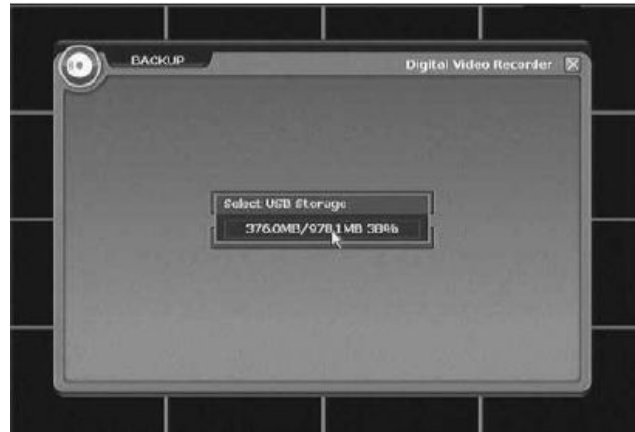 BACKUP
Digital Video Recorder
Select USB Storage
376.0MB/978.1MB 38%